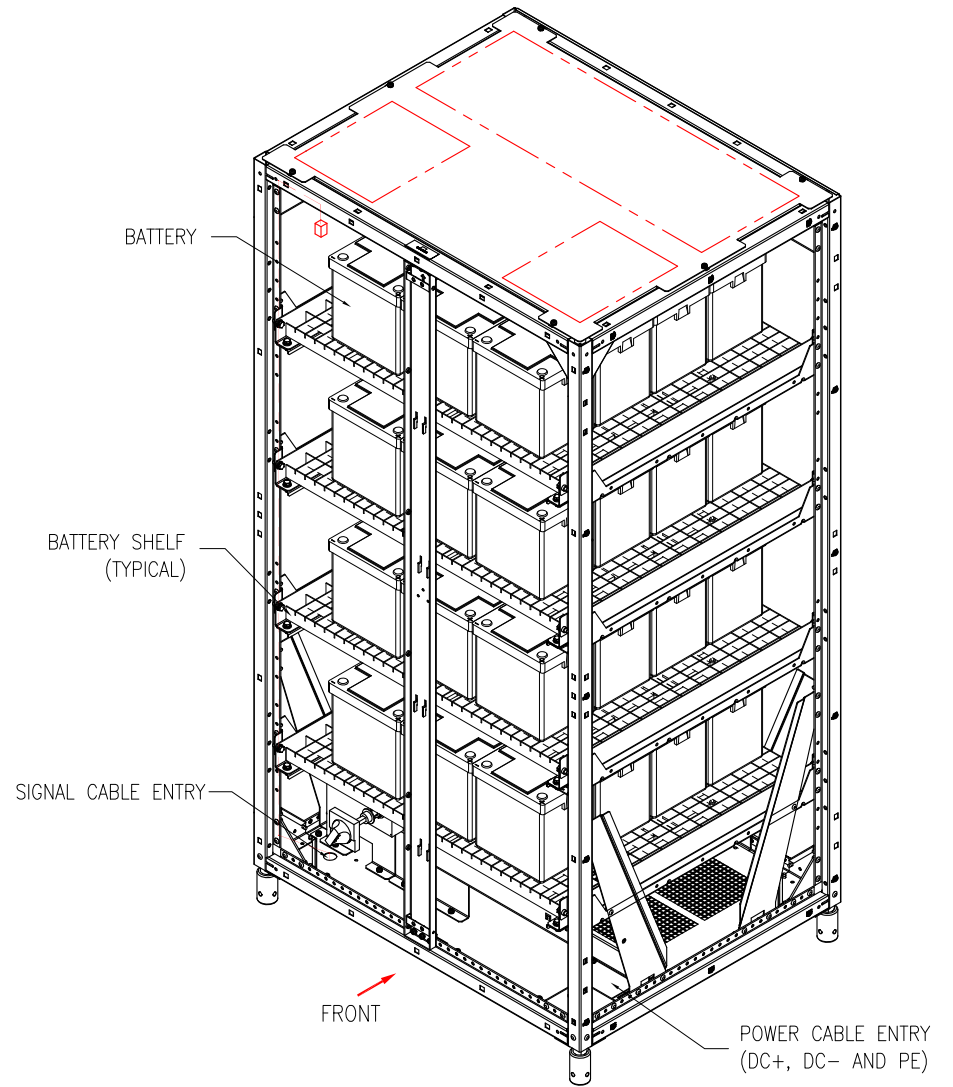 BATTERY
BATTERY SHELF
(TYPICAL)
SIGNAL CABLE ENTRY
FRONT
POWER CABLE ENTRY
(DC+, DC− AND PE)